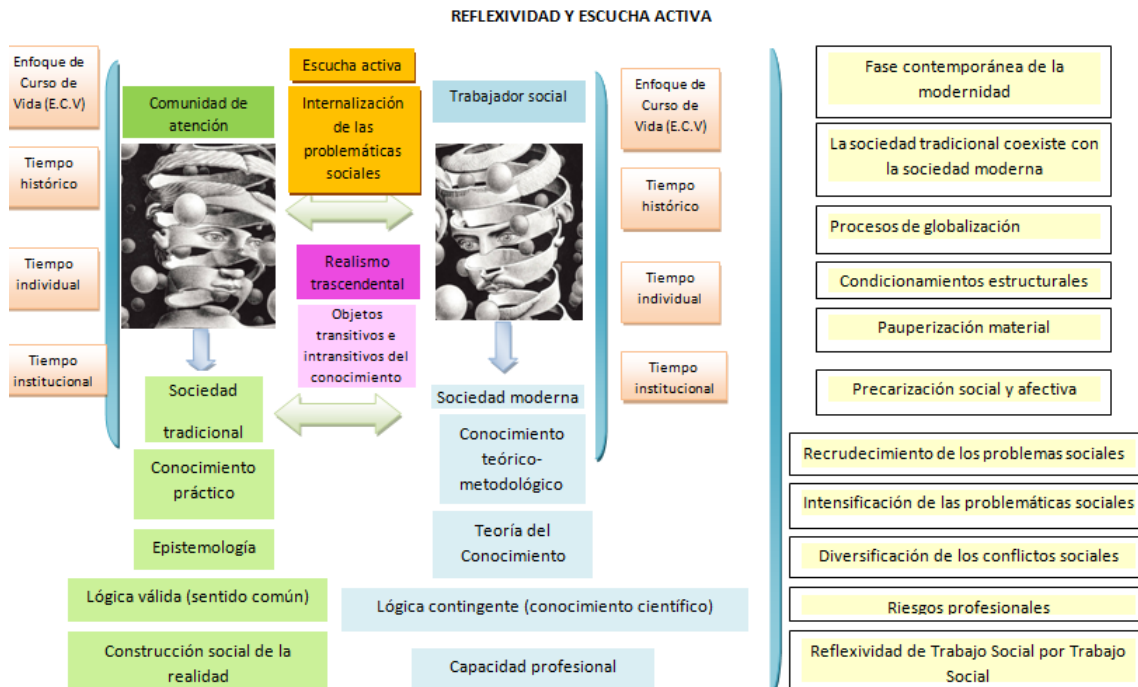 REFLEXIVIDAD Y ESCUCHA ACTIVA
Enfoque de
Curso de
Vida (E.C.V)
Tiempo
histórico
Tiempo
individual
Tiempo
institucional
Comunidad de
atención
Sociedad
tradicional
Conocimiento
práctico
Epistemología
Lógica válida (sentido común)
Construcción social de la
realidad
Escucha activa
Internalización
de las
problemáticas
sociales
Realismo
trascendental
Objetos
transitivos e
intransitivos del
conocimiento
Trabajador social
Sociedad moderna
Conocimiento
teórico-
metodológico
Teoría del
Conocimiento
Lógica contingente (conocimiento científico)
Capacidad profesional
Enfoque de
Curso de
Vida (E.C.V)
Tiempo
histórico
Tiempo
individual
Tiempo
institucional
Fase contemporánea de la
modernidad
La sociedad tradicional coexiste con
la sociedad moderna
Procesos de globalización
Condicionamientos estructurales
Pauperización material
Precarización social y afectiva
Recrudecimiento de los problemas sociales
Intensificación de las problemáticas sociales
Diversificación de los conflictos sociales
Riesgos profesionales
Reflexividad de Trabajo Social por Trabajo
Social